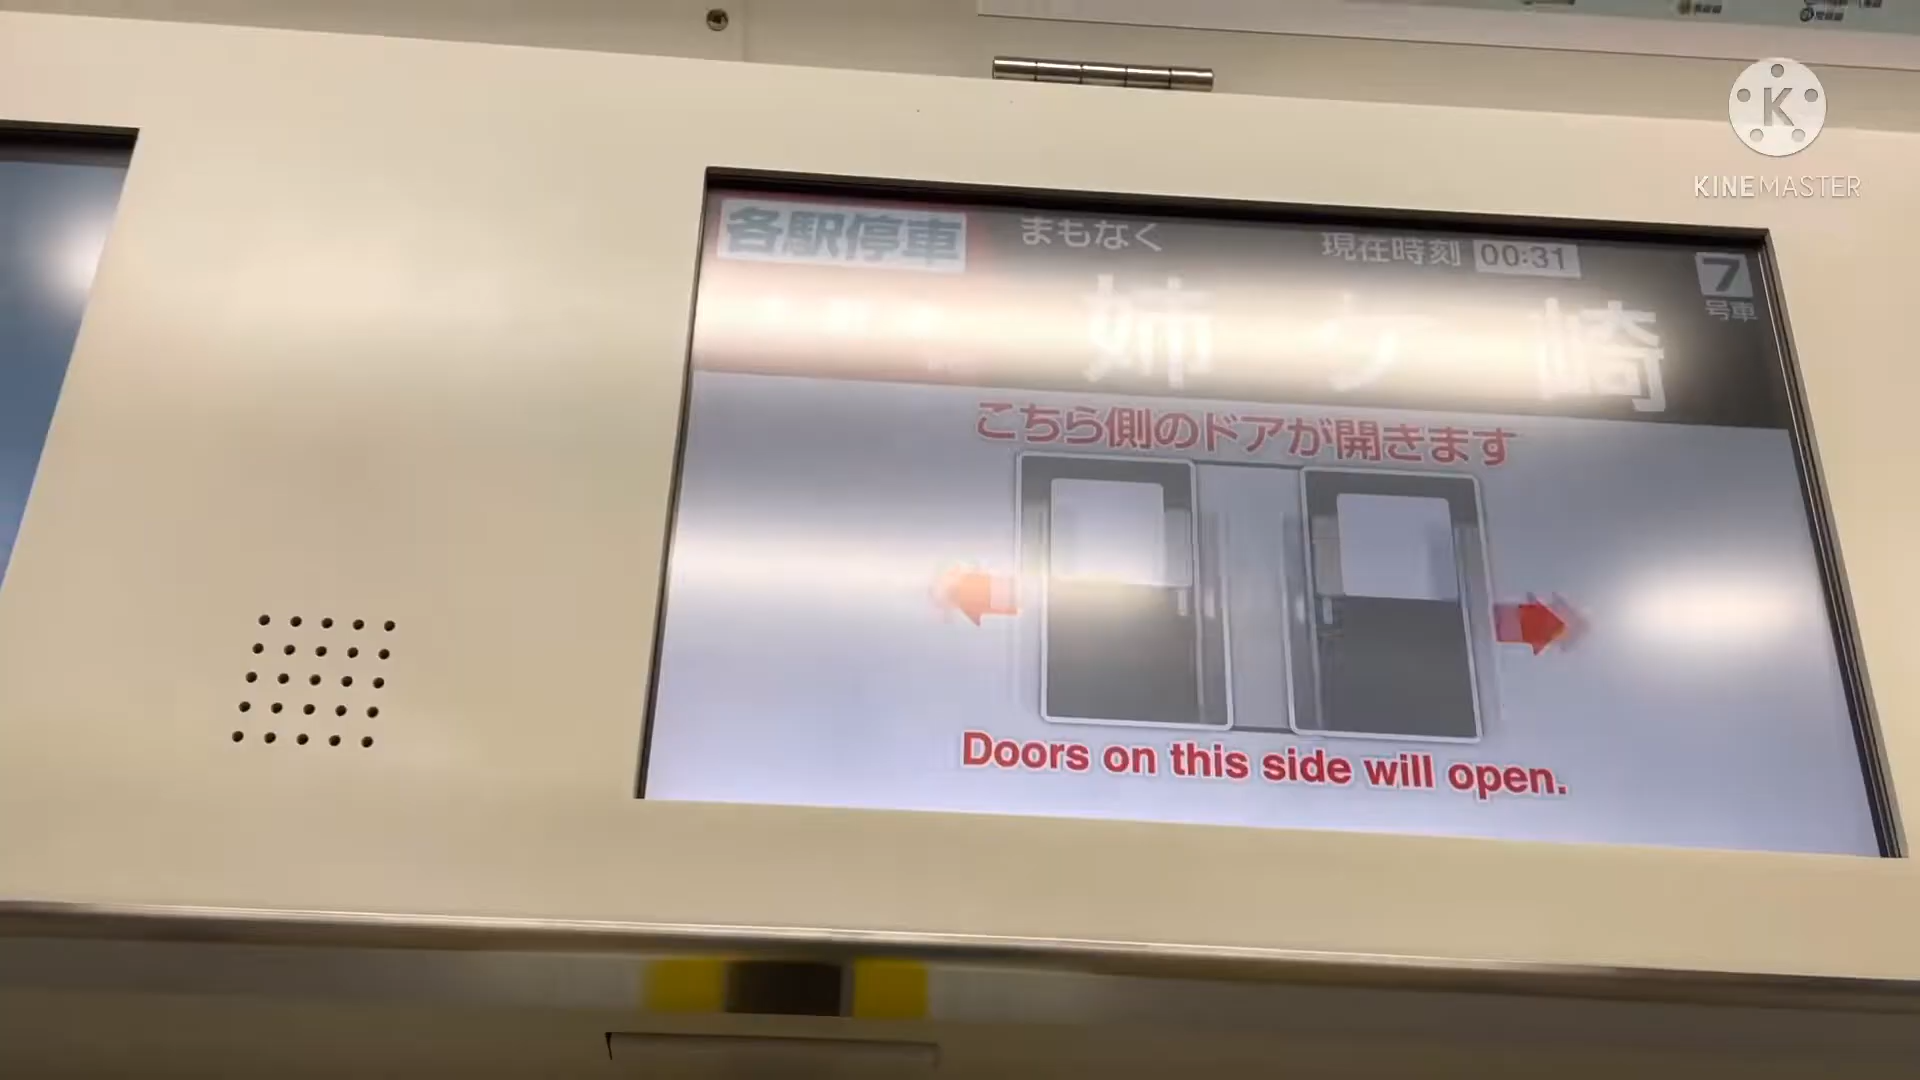 KINEMASTER
各駅停車
まもなく
現在時刻 00:31
7
号車
姉ケ崎
こちら側のドアが開きます
Doors on this side will open.